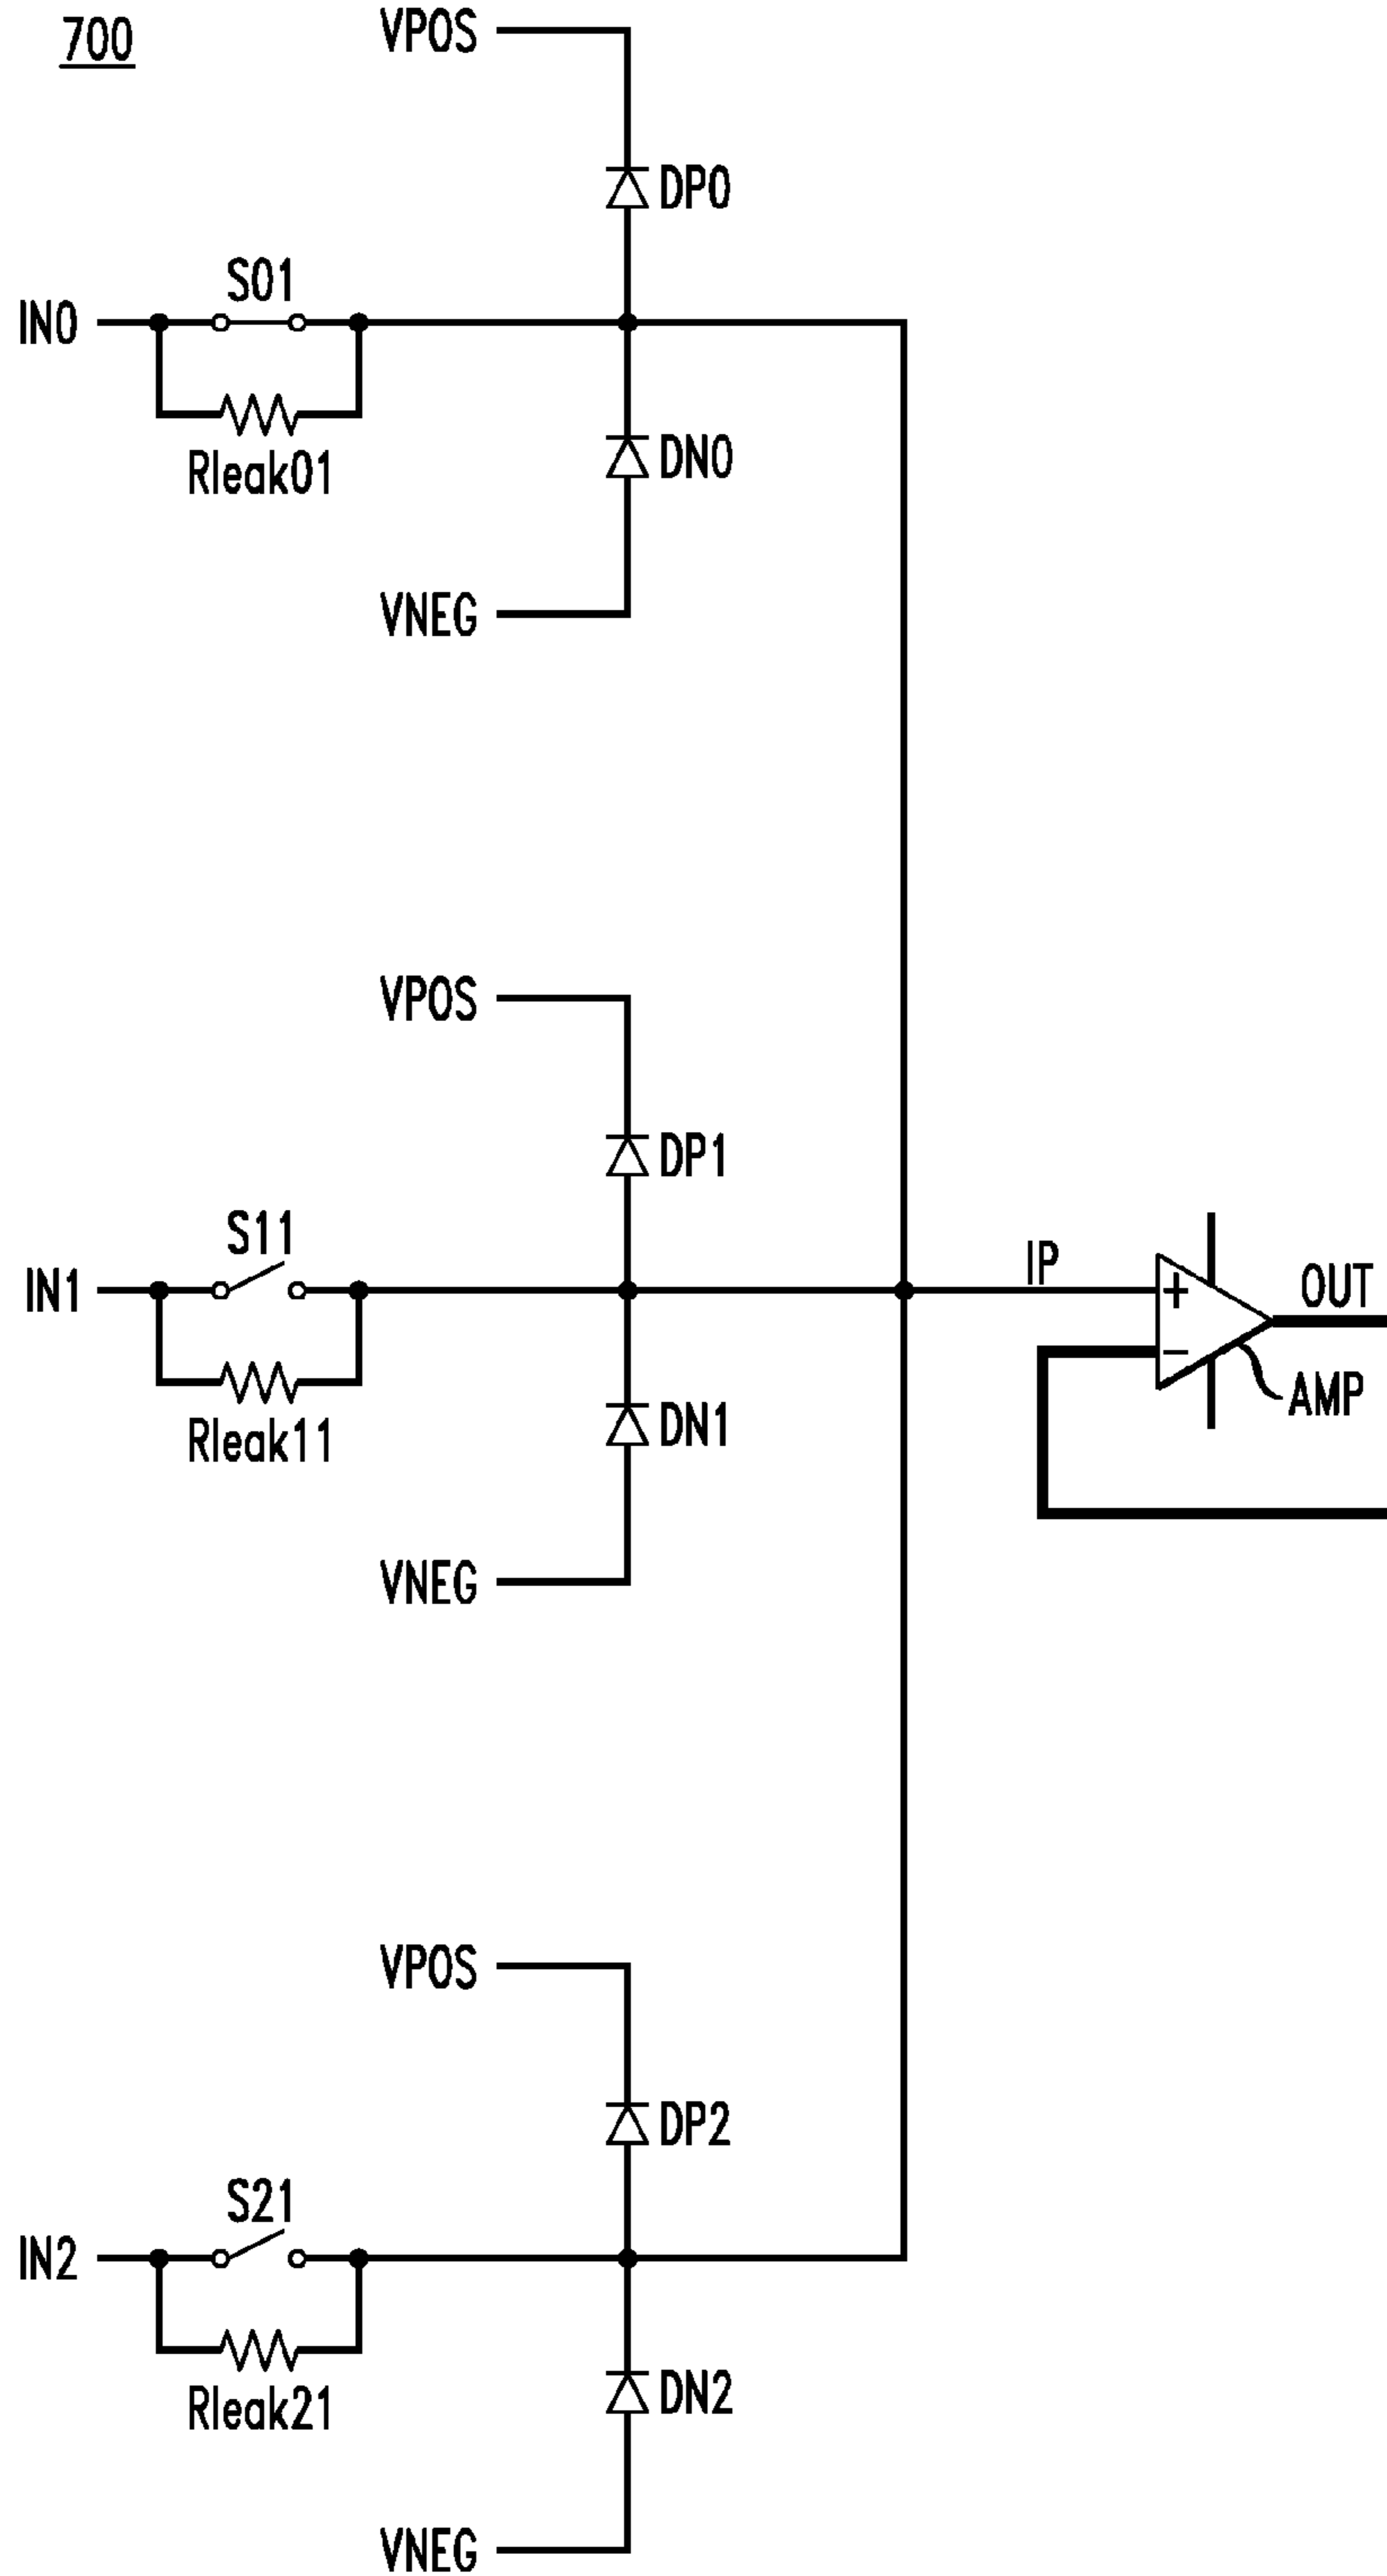 700
VPOS
DP0
S01
IN0
Rleak01
DN0
VNEG
VPOS
DP1
S11
IN1
IP
OUT
+
−
AMP
Rleak11
DN1
VNEG
VPOS
DP2
S21
IN2
Rleak21
DN2
VNEG